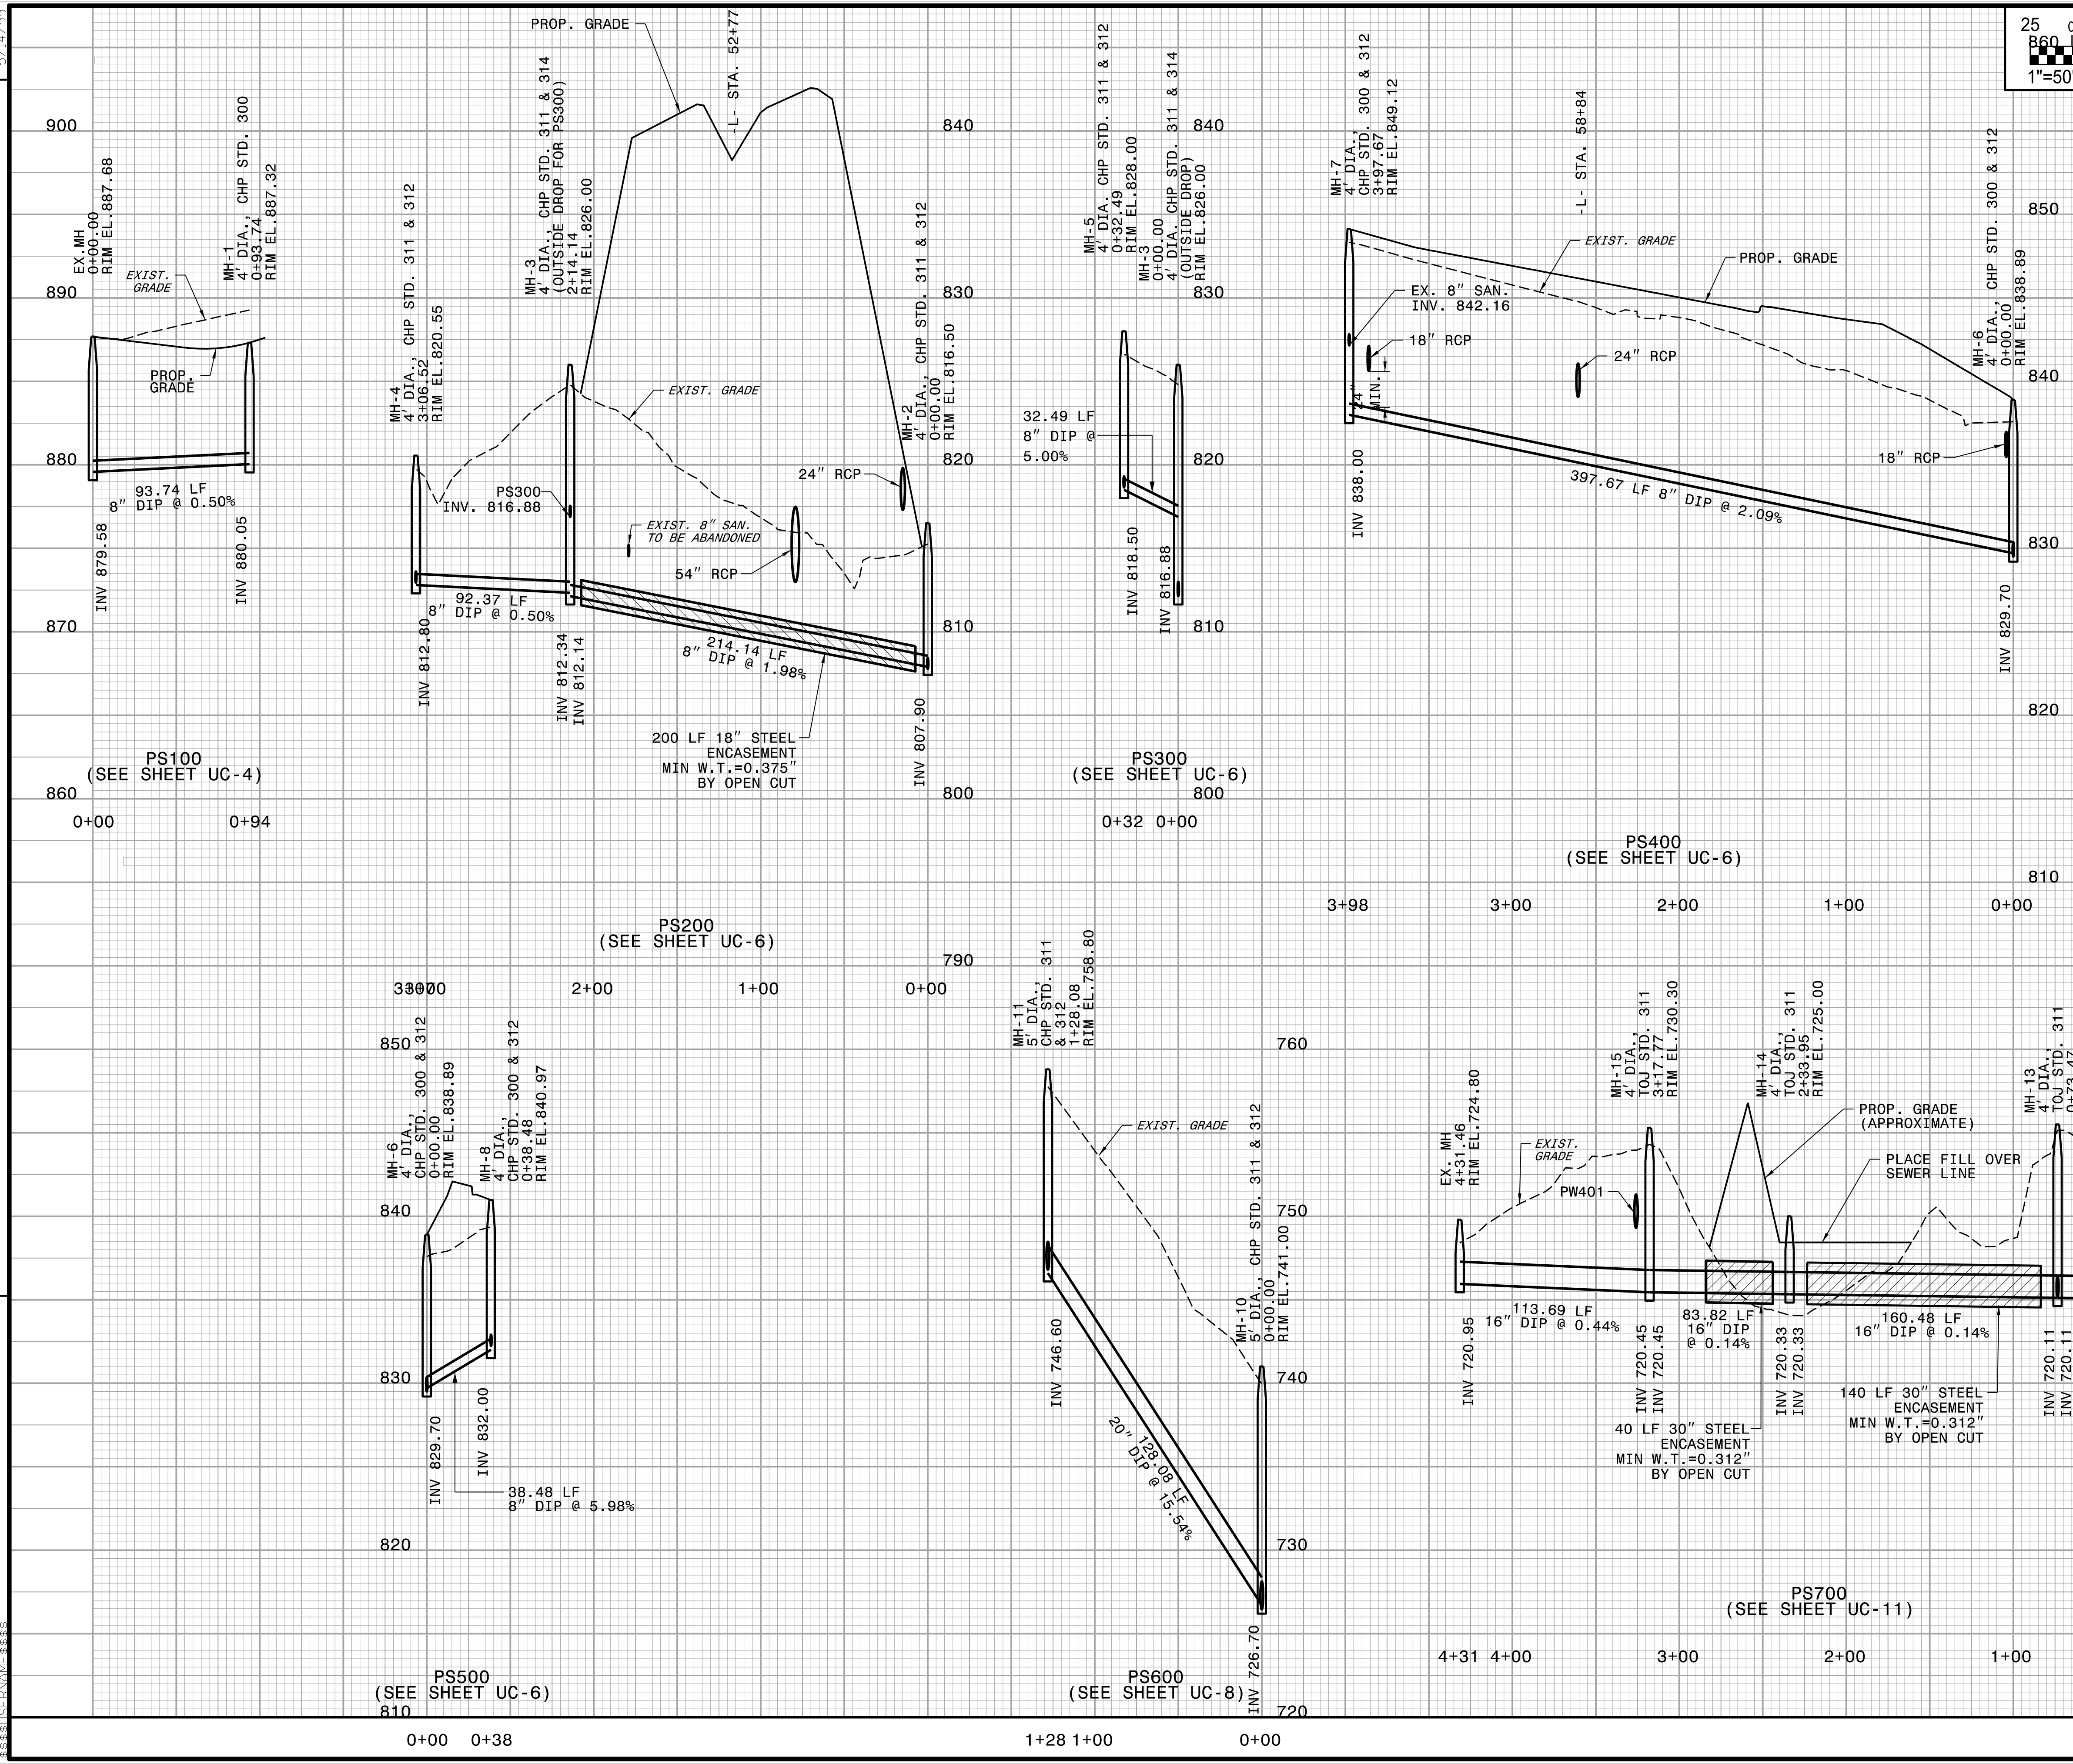 25
860
1"=50'
PROP. GRADE
-L- STA. 52+77
900
890
880
870
860
EX.MH
0+00.00
RIM EL.887.68
MH-1
4' DIA., CHP STD. 300
0+93.74
RIM EL.887.32
EXIST.
GRADE
PROP.
GRADE
93.74 LF
8" DIP @ 0.50%
INV 879.58
INV 880.05
PS100
(SEE SHEET UC-4)
0+00
0+94
MH-4
4' DIA., CHP STD. 311 & 312
3+06.52
RIM EL.820.55
MH-3
4' DIA., CHP STD. 311 & 314
(OUTSIDE DROP FOR PS300)
2+14.14
RIM EL.826.00
MH-2
4' DIA., CHP STD. 311 & 312
0+00.00
RIM EL.816.50
EXIST. GRADE
PS300
INV. 816.88
EXIST. 8" SAN.
TO BE ABANDONED
24" RCP
54" RCP
92.37 LF
8" DIP @ 0.50%
214.14 LF
8" DIP @ 1.98%
INV 812.80
INV 812.34
INV 812.14
INV 807.90
200 LF 18" STEEL
ENCASEMENT
MIN W.T.=0.375"
BY OPEN CUT
840
830
820
810
800
790
PS200
(SEE SHEET UC-6)
3+07
3+00
2+00
1+00
0+00
MH-5
4' DIA. CHP STD. 311 & 312
0+32.49
RIM EL.828.00
MH-3
0+00.00
4' DIA. CHP STD. 311 & 314
(OUTSIDE DROP)
RIM EL.826.00
32.49 LF
8" DIP @
5.00%
INV 818.50
INV 816.88
840
830
820
810
800
PS300
(SEE SHEET UC-6)
0+32 0+00
MH-7
4' DIA.,
CHP STD. 300 & 312
3+97.67
RIM EL.849.12
-L- STA. 58+84
EXIST. GRADE
PROP. GRADE
EX. 8" SAN.
INV. 842.16
18" RCP
24" RCP
24"
MIN.
18" RCP
MH-6
4' DIA., CHP STD. 300 & 312
0+00.00
RIM EL.838.89
397.67 LF 8" DIP @ 2.09%
INV 838.00
INV 829.70
850
840
830
820
810
PS400
(SEE SHEET UC-6)
3+98
3+00
2+00
1+00
0+00
MH-6
4' DIA.,
CHP STD. 300 & 312
0+00.00
RIM EL.838.89
MH-8
4' DIA.,
CHP STD. 300 & 312
0+38.48
RIM EL.840.97
850
840
830
820
810
INV 829.70
INV 832.00
38.48 LF
8" DIP @ 5.98%
PS500
(SEE SHEET UC-6)
0+00 0+38
MH-11
5' DIA.,
CHP STD. 311
& 312
1+28.08
RIM EL.758.80
EXIST. GRADE
MH-10
5' DIA., CHP STD. 311 & 312
0+00.00
RIM EL.741.00
INV 746.60
128.08 LF
20" DIP @ 15.54%
INV 726.70
760
750
740
730
720
PS600
(SEE SHEET UC-8)
1+28 1+00
0+00
EX. MH
4+31.46
RIM EL.724.80
MH-15
4' DIA.,
TOJ STD. 311
3+17.77
RIM EL.730.30
MH-14
4' DIA.,
TOJ STD. 311
2+33.95
RIM EL.725.00
MH-13
4' DIA.,
TOJ STD. 311
EXIST.
GRADE
PW401
PROP. GRADE
(APPROXIMATE)
PLACE FILL OVER
SEWER LINE
113.69 LF
16" DIP @ 0.44%
83.82 LF
16" DIP
@ 0.14%
160.48 LF
16" DIP @ 0.14%
INV 720.95
INV 720.45
INV 720.45
INV 720.33
INV 720.33
INV 720.11
INV 720.11
40 LF 30" STEEL
ENCASEMENT
MIN W.T.=0.312"
BY OPEN CUT
140 LF 30" STEEL
ENCASEMENT
MIN W.T.=0.312"
BY OPEN CUT
PS700
(SEE SHEET UC-11)
4+31 4+00
3+00
2+00
1+00